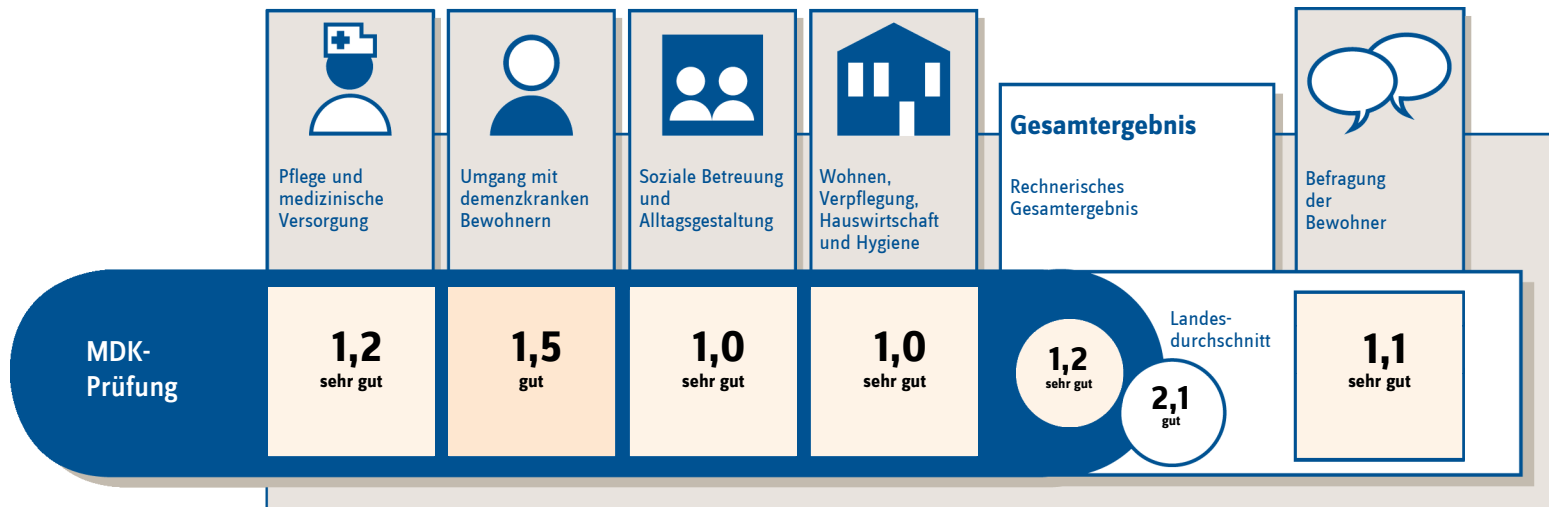 Pflege und
medizinische
Versorgung
Umgang mit
demenzkranken
Bewohnern
Soziale Betreuung
und
Alltagsgestaltung
Wohnen,
Verpflegung,
Hauswirtschaft
und Hygiene
Gesamtergebnis
Rechnerisches
Gesamtergebnis
Befragung
der
Bewohner
MDK-
Prüfung
1,2
sehr gut
1,5
gut
1,0
sehr gut
1,0
sehr gut
1,2
sehr gut
Landes-
durchschnitt
2,1
gut
1,1
sehr gut